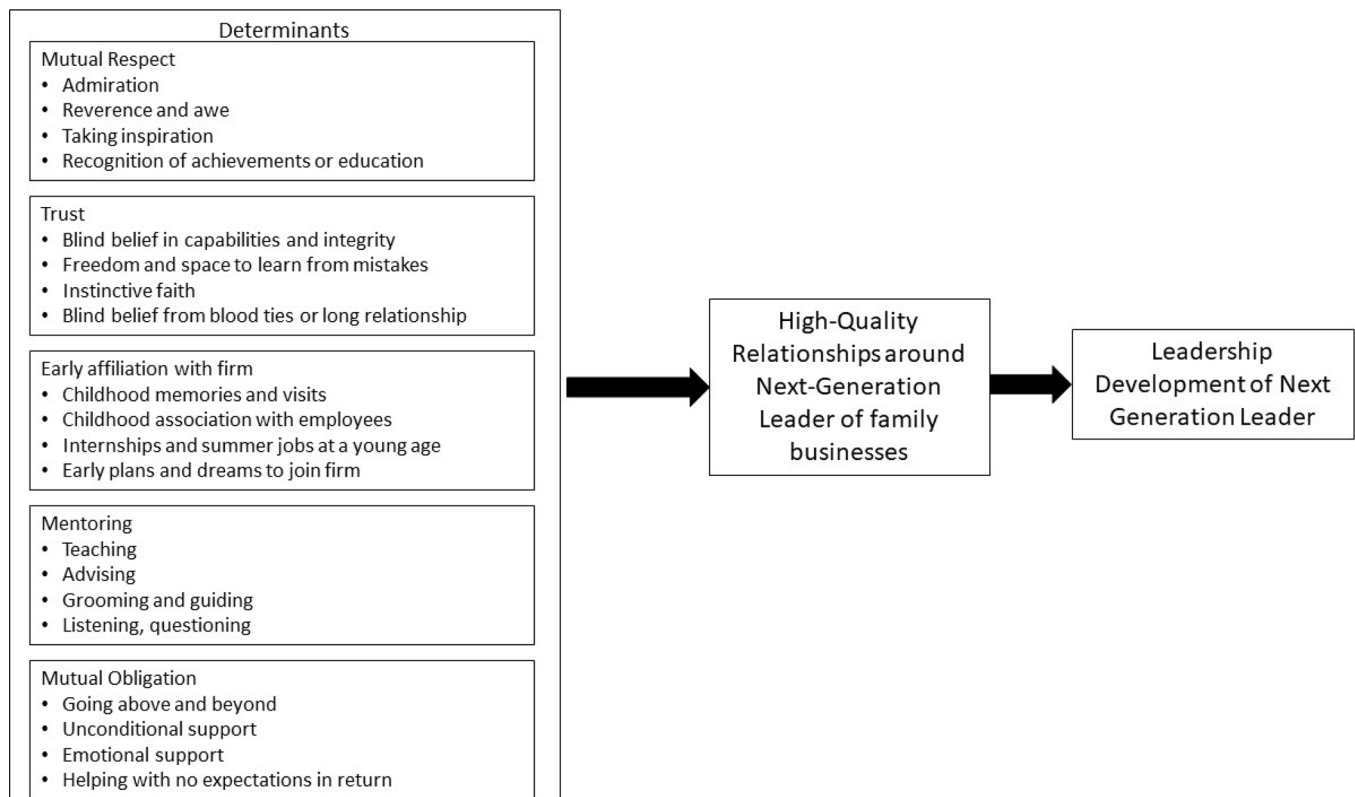 Determinants
Mutual Respect
• Admiration
• Reverence and awe
• Taking inspiration
• Recognition of achievements or education
Trust
• Blind belief in capabilities and integrity
• Freedom and space to learn from mistakes
• Instinctive faith
• Blind belief from blood ties or long relationship
Early affiliation with firm
• Childhood memories and visits
• Childhood association with employees
• Internships and summer jobs at a young age
• Early plans and dreams to join firm
Mentoring
• Teaching
• Advising
• Grooming and guiding
• Listening, questioning
Mutual Obligation
• Going above and beyond
• Unconditional support
• Emotional support
• Helping with no expectations in return
High-Quality
Relationships around
Next-Generation
Leader of family
businesses
Leadership
Development of Next
Generation Leader